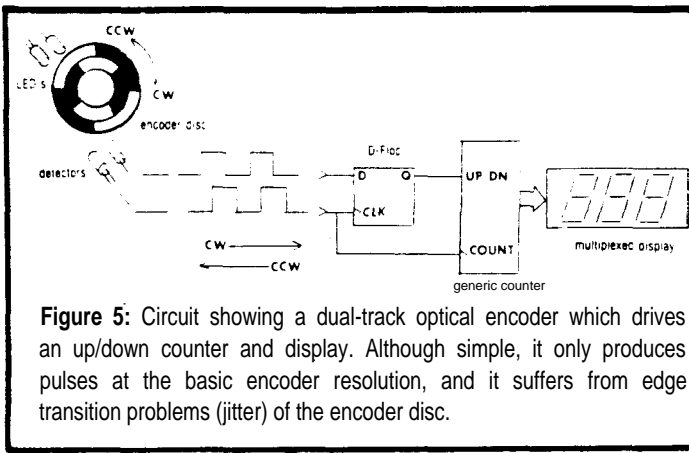 CCW
LED's
CW
encoder disc
detectors
D-Flop
D Q
CLK
UP DN
COUNT
generic counter
multiplexed display
CW
CCW
Figure 5: Circuit showing a dual-track optical encoder which drives
an up/down counter and display. Although simple, it only produces
pulses at the basic encoder resolution, and it suffers from edge
transition problems (jitter) of the encoder disc.